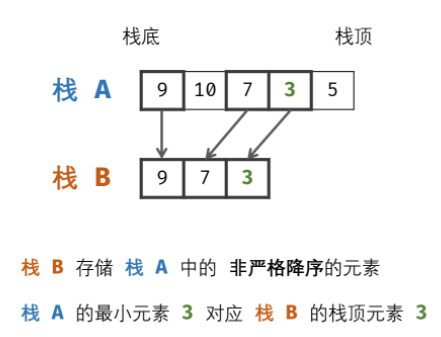 栈底 栈顶
栈 A 9 10 7 3 5
栈 B 9 7 3
栈 B 存储 栈 A 中的 非严格降序的元素
栈 A 的最小元素 3 对应 栈 B 的栈顶元素 3